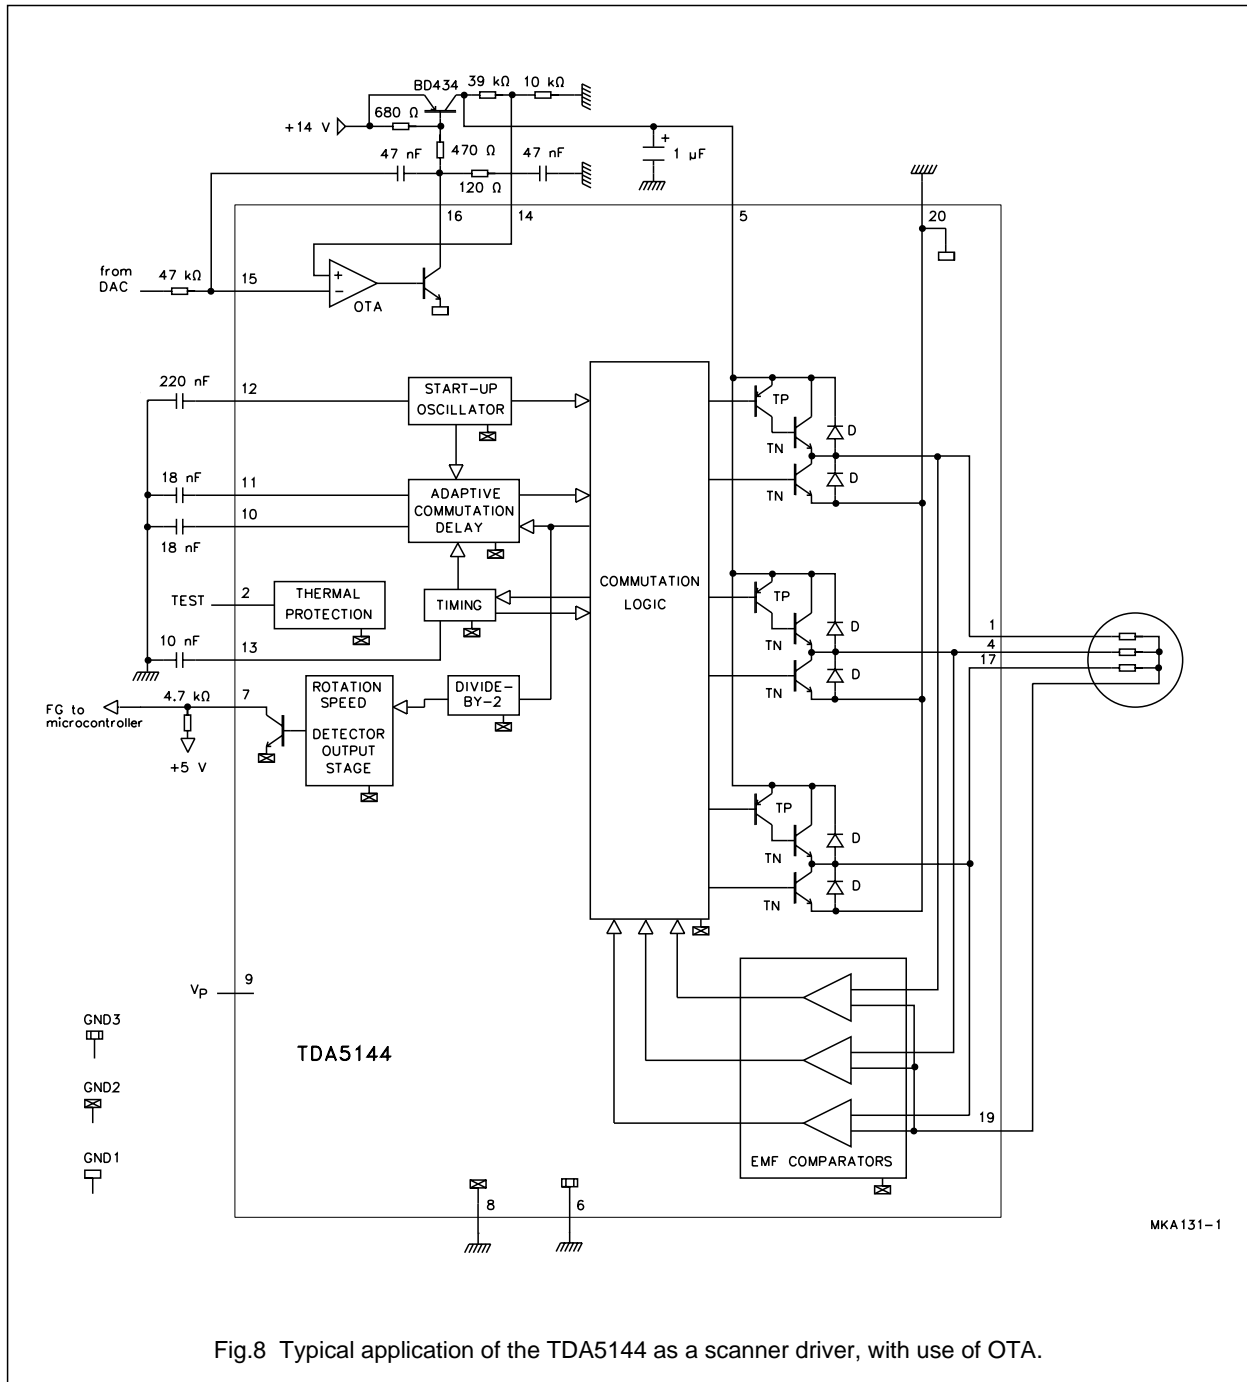 BD434
39 kΩ
10 kΩ
680 Ω
+14 V
47 nF
470 Ω
47 nF
+
1 µF
120 Ω
16
14
5
20
from
DAC
47 kΩ
15
+
−
OTA
220 nF
12
START-UP
OSCILLATOR
TP
TN
D
TN
D
18 nF
11
10
18 nF
ADAPTIVE
COMMUTATION
DELAY
COMMUTATION
LOGIC
TEST
2
THERMAL
PROTECTION
TIMING
TP
TN
D
TN
D
1
4
17
10 nF
13
4.7 kΩ
7
FG to
microcontroller
+5 V
ROTATION
SPEED
DETECTOR
OUTPUT
STAGE
DIVIDE-
BY-2
TP
TN
D
TN
D
VP
9
GND3
GND2
GND1
TDA5144
19
EMF COMPARATORS
8
6
MKA131-1
Fig.8 Typical application of the TDA5144 as a scanner driver, with use of OTA.